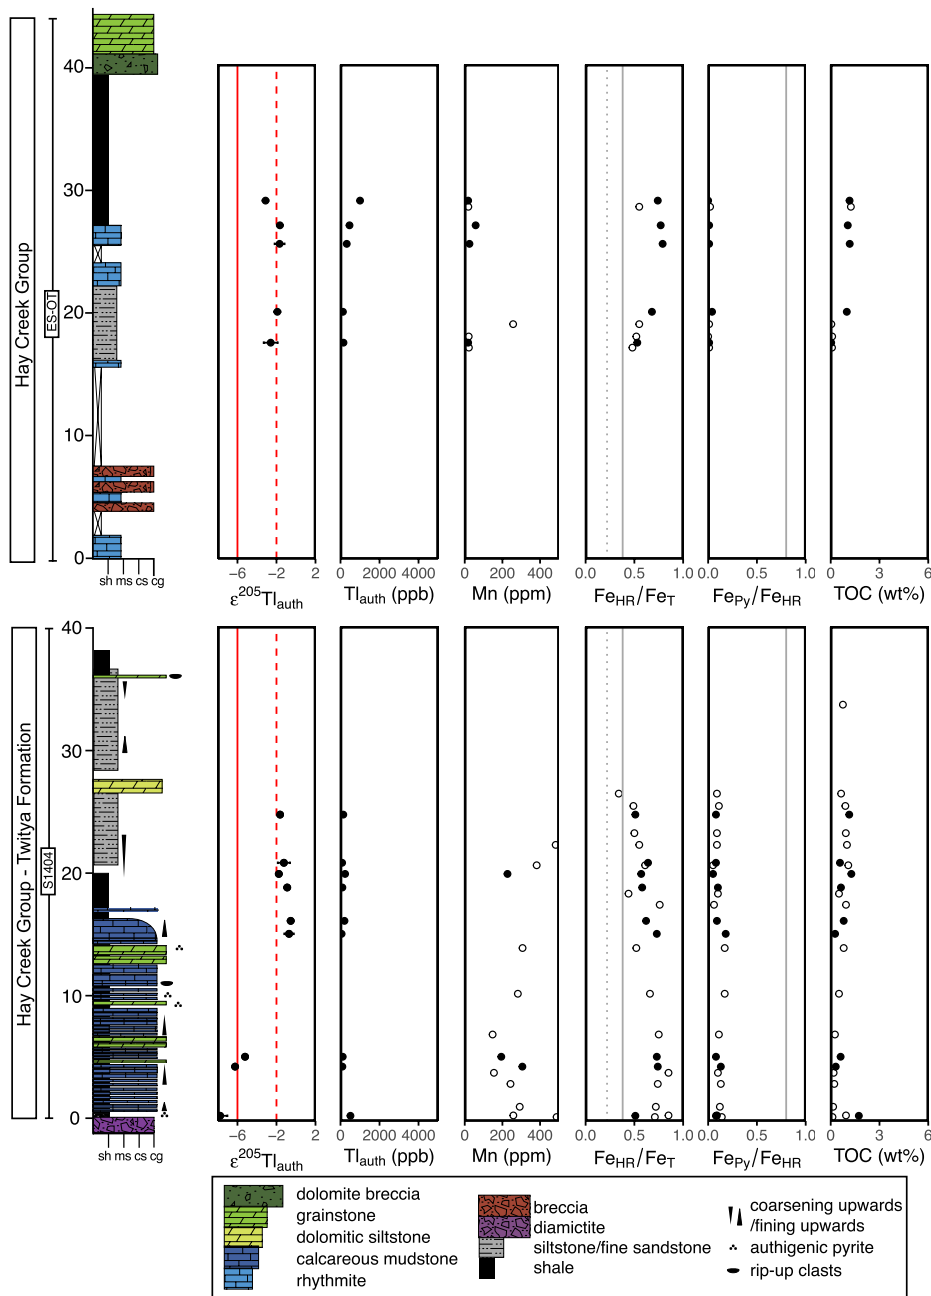 Hay Creek Group
ES-OT
40
30
20
10
0
sh ms cs cg
−6 −2 2
ε²⁰⁵Tlauth
0 2000 4000
Tlauth (ppb)
0 200 400
Mn (ppm)
0.0 0.5 1.0
FeHR/FeT
0.0 0.5 1.0
FePy/FeHR
0 3 6
TOC (wt%)
Hay Creek Group - Twitya Formation
S1404
40
30
20
10
0
sh ms cs cg
−6 −2 2
ε²⁰⁵Tlauth
0 2000 4000
Tlauth (ppb)
0 200 400
Mn (ppm)
0.0 0.5 1.0
FeHR/FeT
0.0 0.5 1.0
FePy/FeHR
0 3 6
TOC (wt%)
dolomite breccia
grainstone
dolomitic siltstone
calcareous mudstone
rhythmite
breccia
diamictite
siltstone/fine sandstone
shale
coarsening upwards
/fining upwards
authigenic pyrite
rip-up clasts